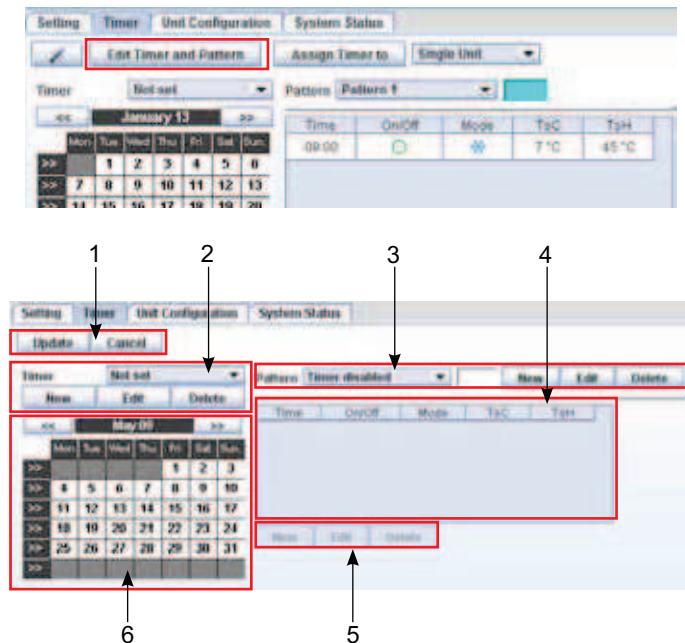 Setting Timer Unit Configuration System Status
Edit Timer and Pattern Assign Timer to Single Unit
Timer Not set Pattern Pattern 1
<< January 13 >>
Time On/Off Mode TsC TsH
Mon Tue Wed Thu Fri Sat Sun
09:00 7 °C 45 °C
>> 1 2 3 4 5 6
>> 7 8 9 10 11 12 13
>> 14 15 16 17 18 19 20
1 2 3 4
Setting Timer Unit Configuration System Status
Update Cancel
Timer Not set Pattern Timer disabled New Edit Delete
New Edit Delete
<< May 09 >>
Time On/Off Mode TsC TsH
Mon Tue Wed Thu Fri Sat Sun
>> 1 2 3
>> 4 5 6 7 8 9 10
>> 11 12 13 14 15 16 17
>> 18 19 20 21 22 23 24
>> 25 26 27 28 29 30 31
>>
New Edit Delete
6 5